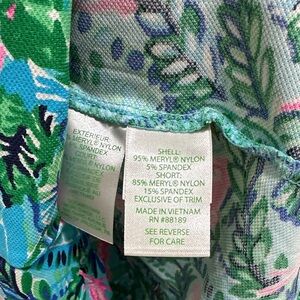 EXTERIEUR
MERYL® NYLON
SPANDEX
SHELL:
95% MERYL® NYLON
5% SPANDEX
SHORT:
85% MERYL® NYLON
15% SPANDEX
EXCLUSIVE OF TRIM
MADE IN VIETNAM
RN #88189
SEE REVERSE
FOR CARE